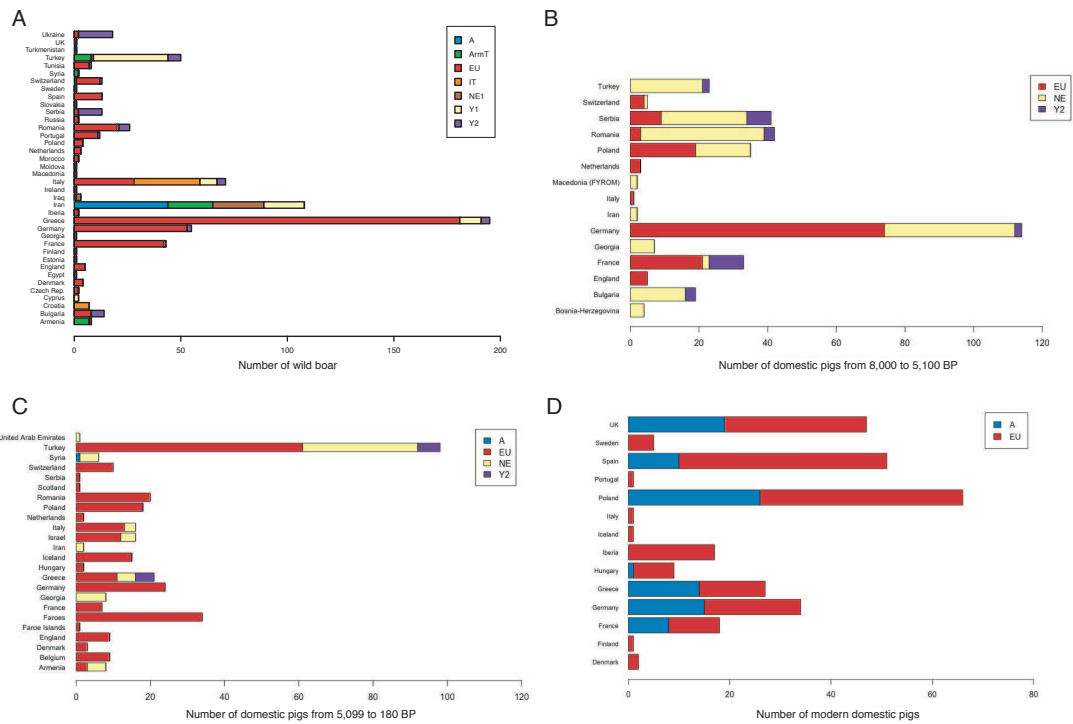 A
Ukraine
UK
Turkmenistan
Turkey
Tunisia
Syria
Switzerland
Sweden
Spain
Slovakia
Serbia
Russia
Romania
Portugal
Poland
Netherlands
Morocco
Moldova
Macedonia
Italy
Ireland
Iraq
Iran
Iberia
Greece
Germany
Georgia
France
Finland
Estonia
England
Egypt
Denmark
Czech Rep.
Cyprus
Croatia
Bulgaria
Armenia
A
ArmT
EU
IT
NE1
Y1
Y2
0 50 100 150 200
Number of wild boar
B
Turkey
Switzerland
Serbia
Romania
Poland
Netherlands
Macedonia (FYROM)
Italy
Iran
Germany
Georgia
France
England
Bulgaria
Bosnia-Herzegovina
EU
NE
Y2
0 20 40 60 80 100 120
Number of domestic pigs from 8,000 to 5,100 BP
C
United Arab Emirates
Turkey
Syria
Switzerland
Serbia
Scotland
Romania
Poland
Netherlands
Italy
Israel
Iran
Iceland
Hungary
Greece
Germany
Georgia
France
Faroes
Faroe Islands
England
Denmark
Belgium
Armenia
A
EU
NE
Y2
0 20 40 60 80 100 120
Number of domestic pigs from 5,099 to 180 BP
D
UK
Sweden
Spain
Portugal
Poland
Italy
Iceland
Iberia
Hungary
Greece
Germany
France
Finland
Denmark
A
EU
0 20 40 60 80
Number of modern domestic pigs